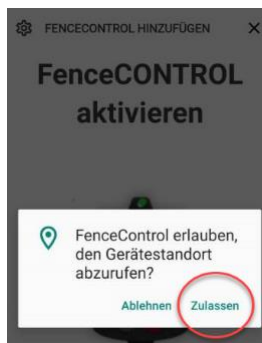 FENCECONTROL HINZUFÜGEN
FenceCONTROL
aktivieren
FenceControl erlauben,
den Gerätestandort
abzurufen?
Ablehnen Zulassen